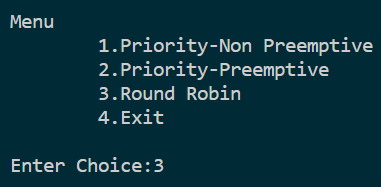 Menu
1.Priority-Non Preemptive
2.Priority-Preemptive
3.Round Robin
4.Exit
Enter Choice:3